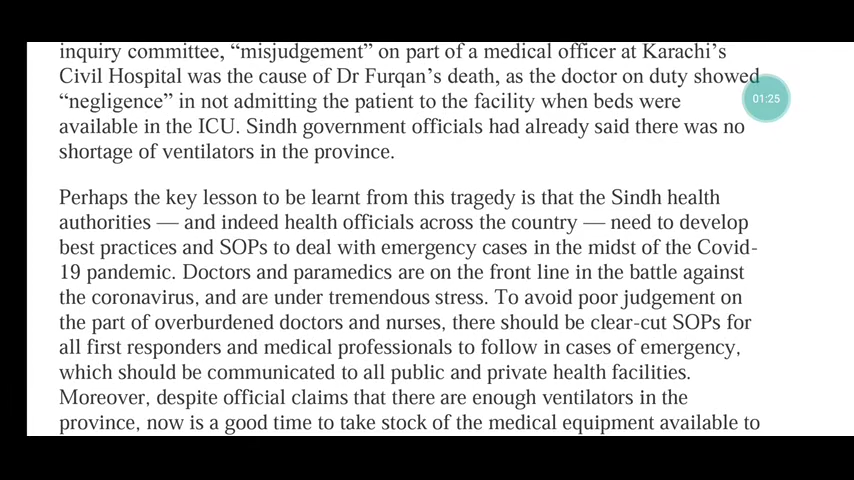 inquiry committee, “misjudgement” on part of a medical officer at Karachi’s
Civil Hospital was the cause of Dr Furqan’s death, as the doctor on duty showed
“negligence” in not admitting the patient to the facility when beds were
01:25
available in the ICU. Sindh government officials had already said there was no
shortage of ventilators in the province.
Perhaps the key lesson to be learnt from this tragedy is that the Sindh health
authorities — and indeed health officials across the country — need to develop
best practices and SOPs to deal with emergency cases in the midst of the Covid-
19 pandemic. Doctors and paramedics are on the front line in the battle against
the coronavirus, and are under tremendous stress. To avoid poor judgement on
the part of overburdened doctors and nurses, there should be clear-cut SOPs for
all first responders and medical professionals to follow in cases of emergency,
which should be communicated to all public and private health facilities.
Moreover, despite official claims that there are enough ventilators in the
province, now is a good time to take stock of the medical equipment available to